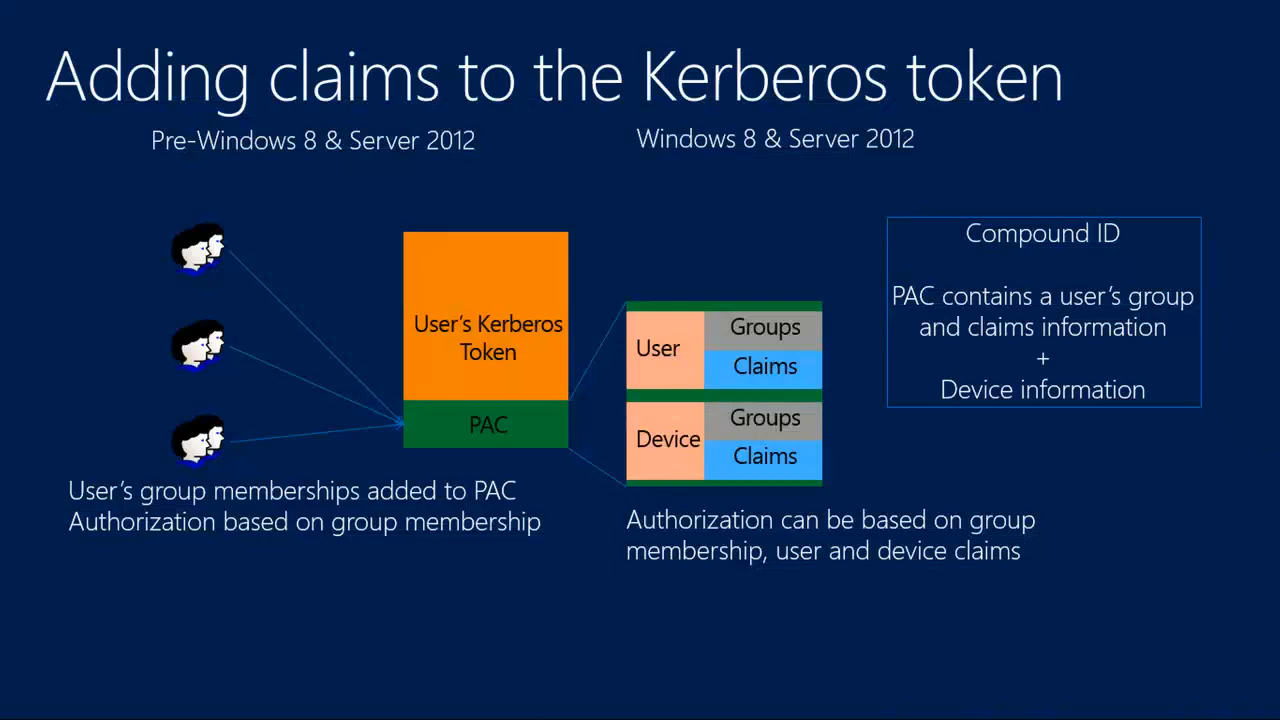 Adding claims to the Kerberos token
Pre-Windows 8 & Server 2012
Windows 8 & Server 2012
User's Kerberos
Token
PAC
User's group memberships added to PAC
Authorization based on group membership
User
Groups
Claims
Device
Groups
Claims
Authorization can be based on group
membership, user and device claims
Compound ID
PAC contains a user's group
and claims information
+
Device information